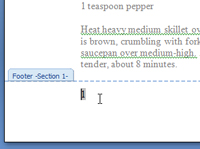 1 teaspoon pepper
Heat heavy medium skillet ov
is brown, crumbling with fork
saucepan over medium-high.
tender, about 8 minutes.
Footer -Section 1-
1